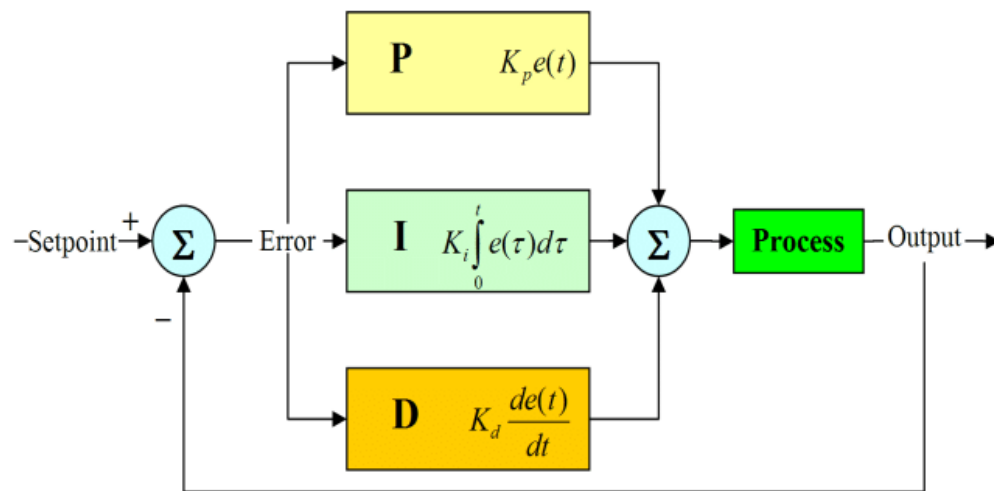 P K_p e(t)
Setpoint + Σ Error I K_i ∫_0^t e(τ)dτ Σ Process Output
−
D K_d de(t)/dt